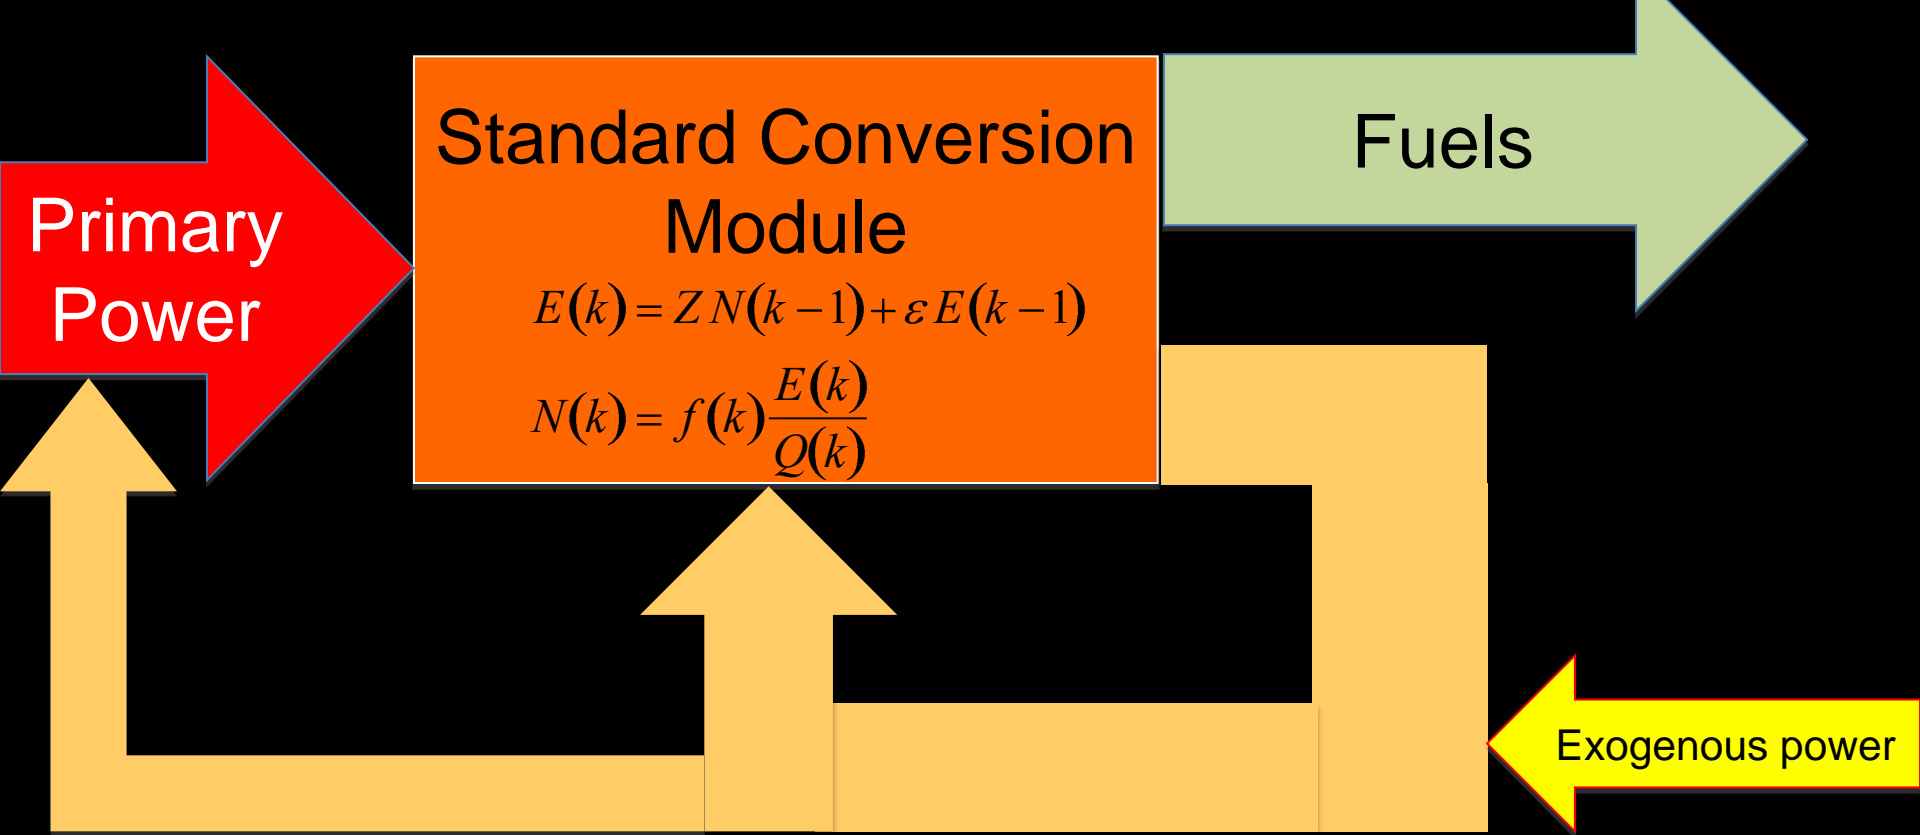 Primary
Power
Standard Conversion
Module
E(k) = Z N(k − 1) + ε E(k − 1)
N(k) = f(k) E(k)/Q(k)
Fuels
Exogenous power